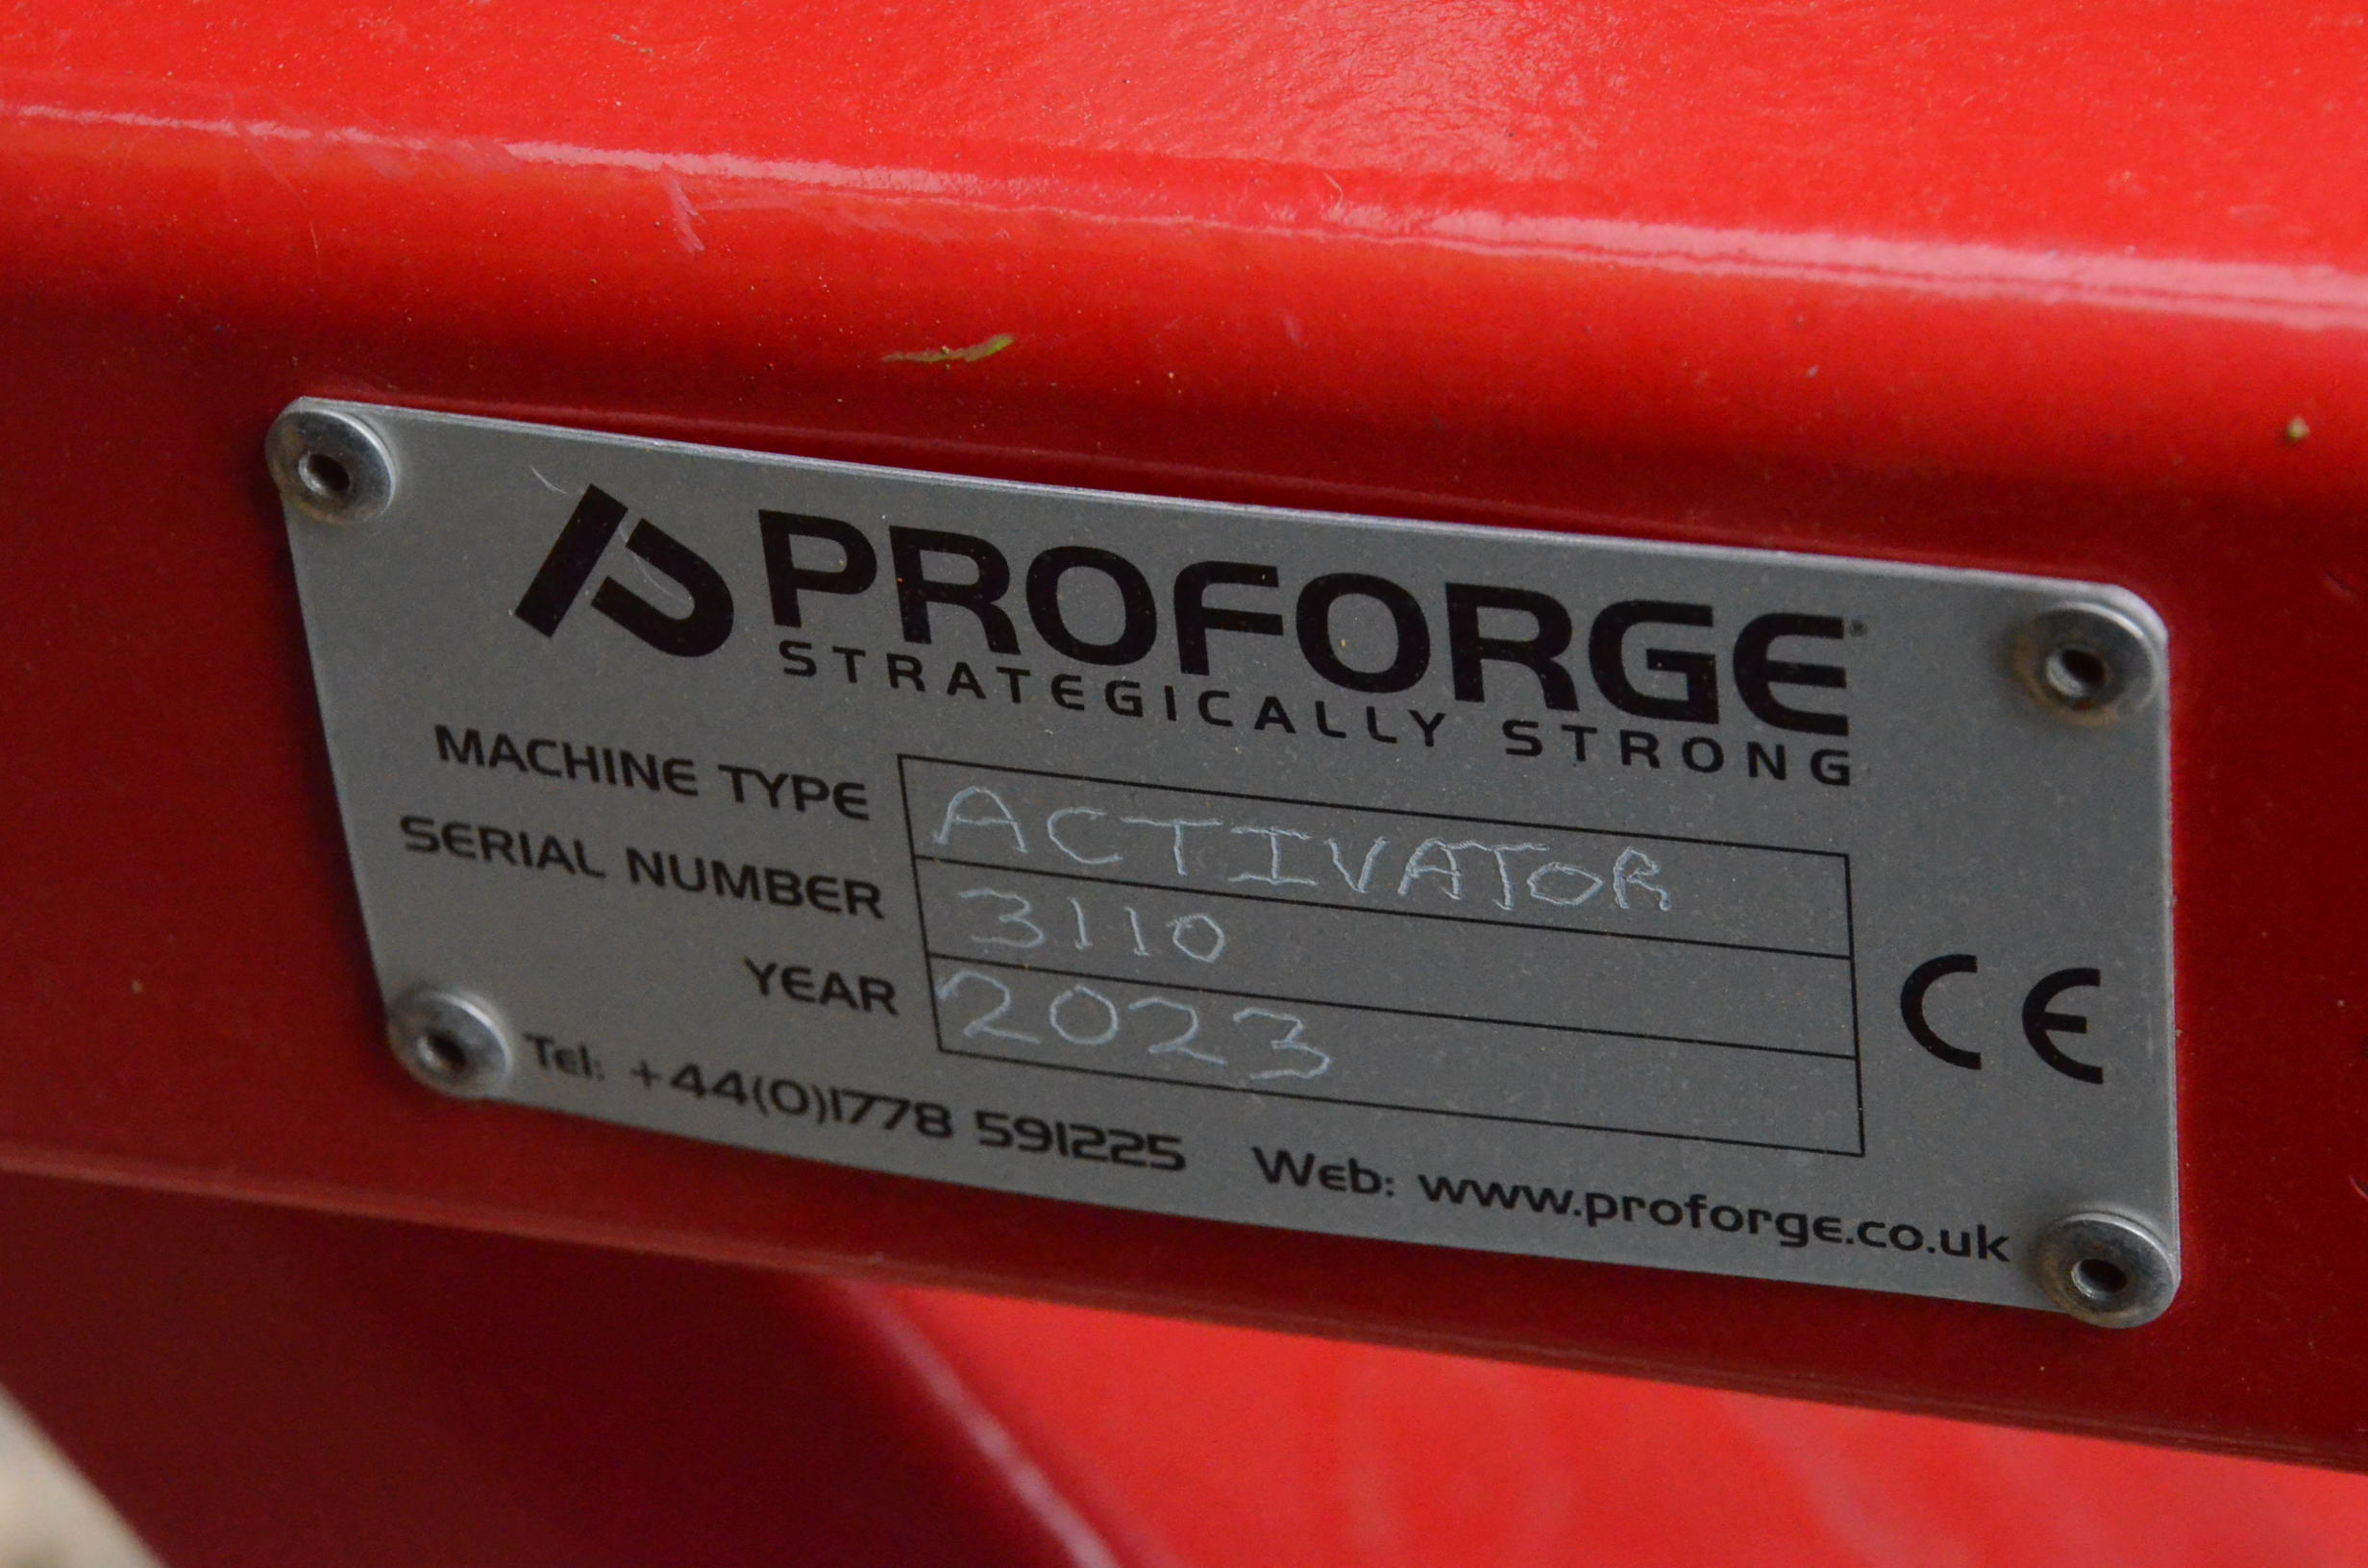 PROFORGE®
STRATEGICALLY STRONG
MACHINE TYPE ACTIVATOR
SERIAL NUMBER 3110
YEAR 2023
CE
Tel: +44(0)1778 591225 Web: www.proforge.co.uk